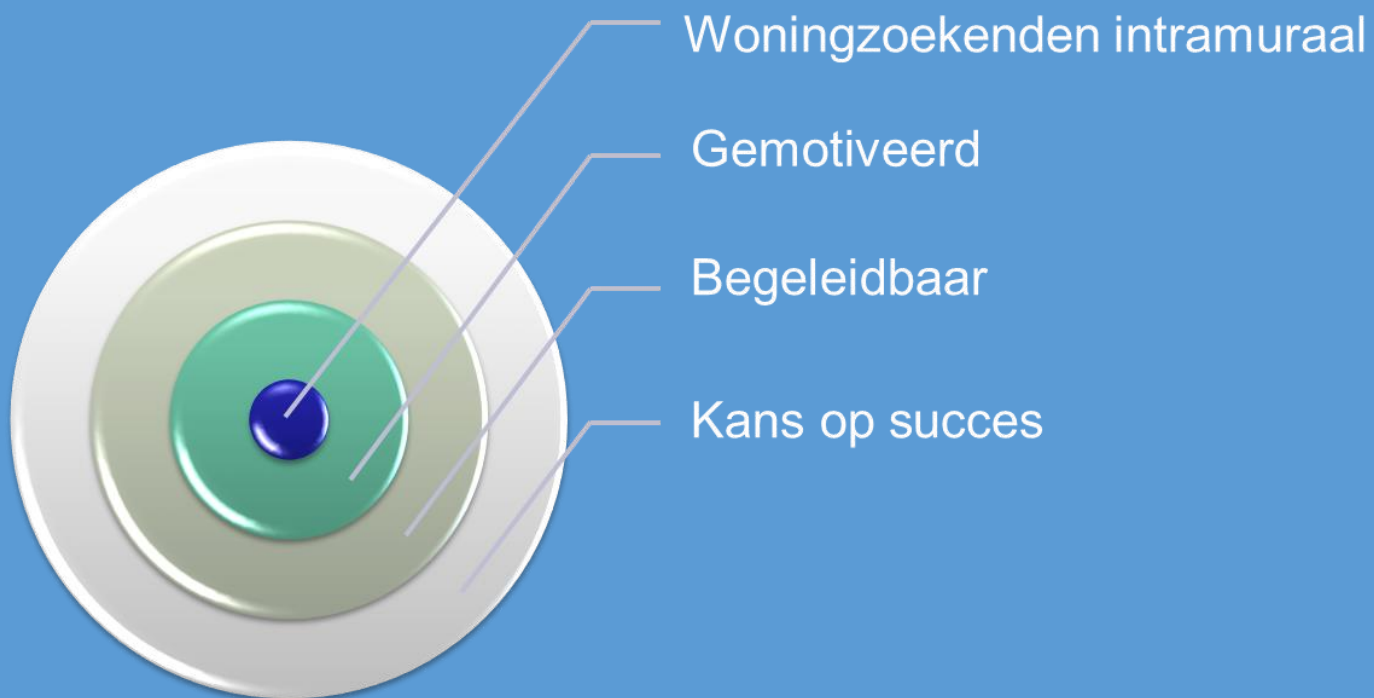 Woningzoekenden intramuraal
Gemotiveerd
Begeleidbaar
Kans op succes